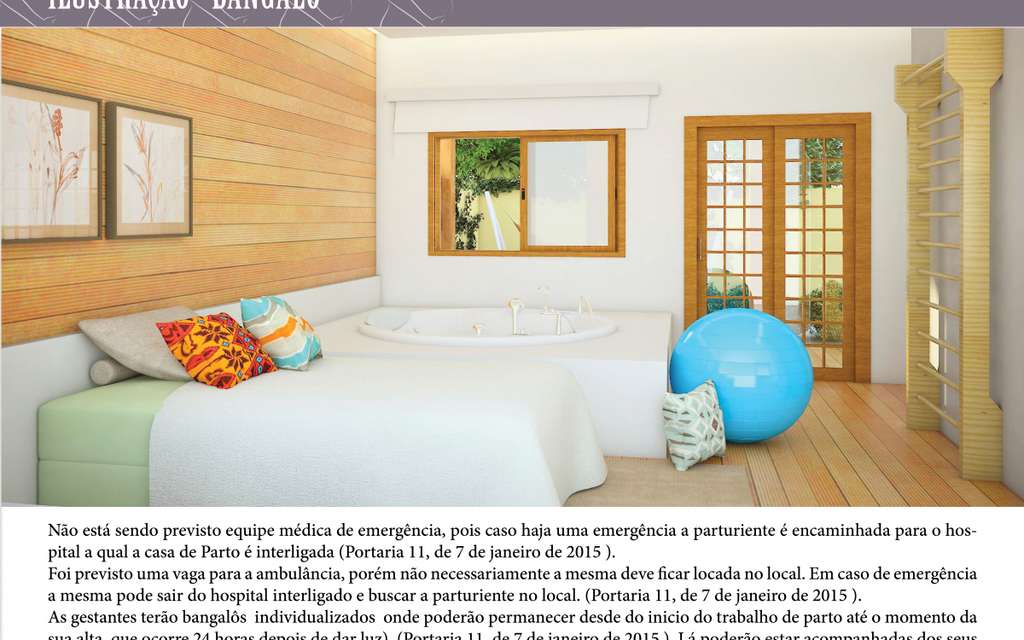 ILUSTRAÇÃO BANGALÔ
Não está sendo previsto equipe médica de emergência, pois caso haja uma emergência a parturiente é encaminhada para o hos-
pital a qual a casa de Parto é interligada (Portaria 11, de 7 de janeiro de 2015 ).
Foi previsto uma vaga para a ambulância, porém não necessariamente a mesma deve ficar locada no local. Em caso de emergência
a mesma pode sair do hospital interligado e buscar a parturiente no local. (Portaria 11, de 7 de janeiro de 2015 ).
As gestantes terão bangalôs individualizados onde poderão permanecer desde do inicio do trabalho de parto até o momento da
sua alta, que ocorre 24 horas depois de dar luz). (Portaria 11, de 7 de janeiro de 2015 ). Lá poderão estar acompanhadas dos seus